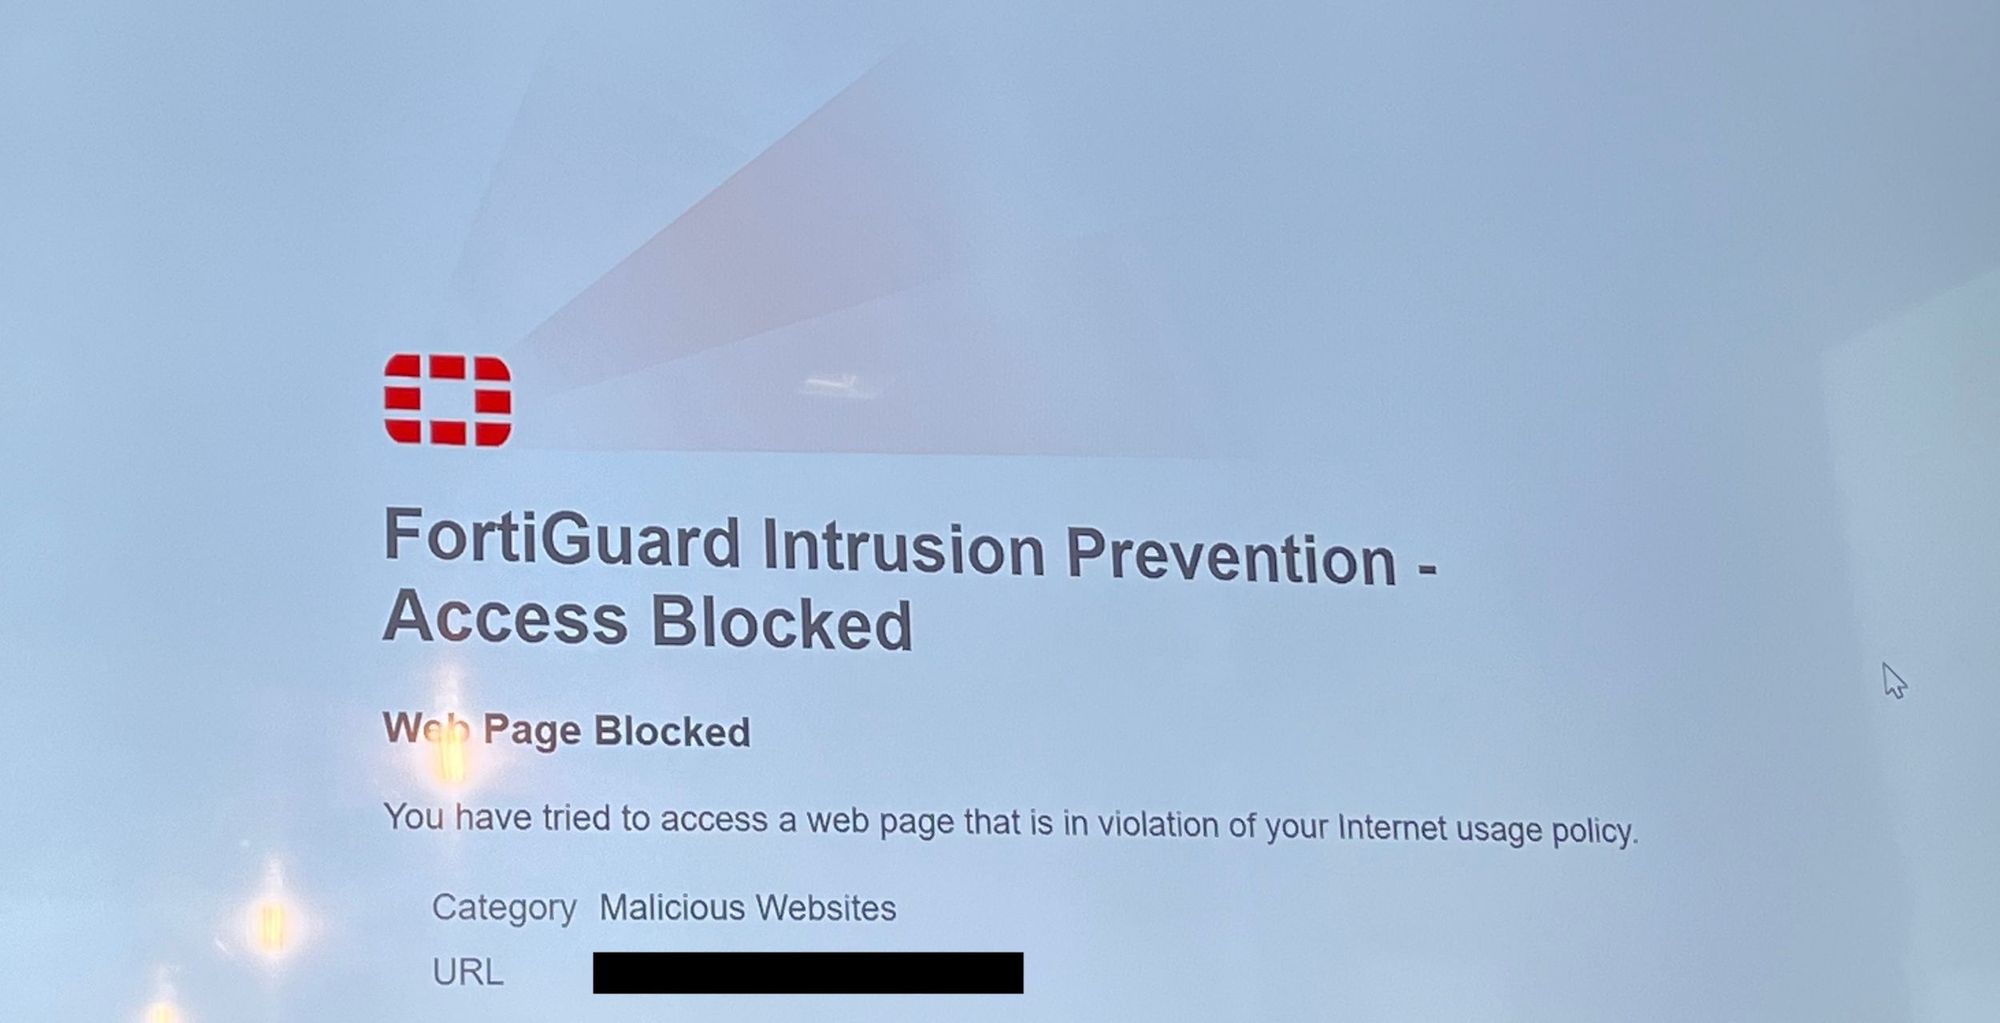 FortiGuard Intrusion Prevention -
Access Blocked
Web Page Blocked
You have tried to access a web page that is in violation of your Internet usage policy.
Category Malicious Websites
URL